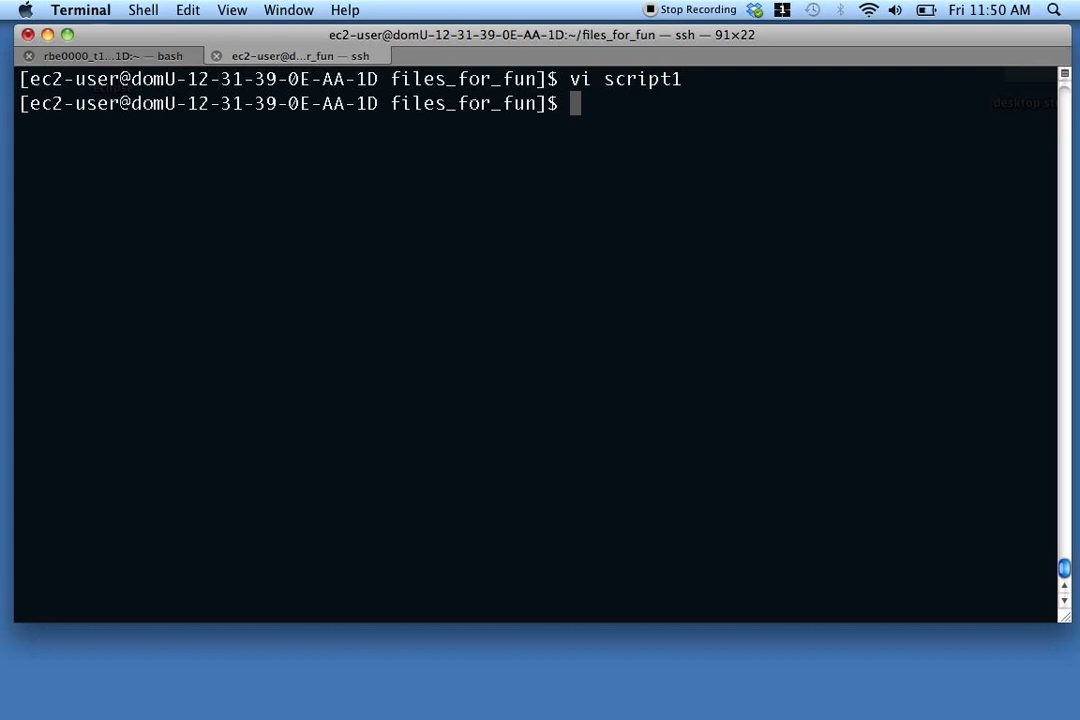 Terminal Shell Edit View Window Help Stop Recording 1 Fri 11:50 AM
ec2-user@domU-12-31-39-0E-AA-1D:~/files_for_fun — ssh — 91×22
rbe0000_t1...1D:~ — bash ec2-user@d...r_fun — ssh
[ec2-user@domU-12-31-39-0E-AA-1D files_for_fun]$ vi script1
[ec2-user@domU-12-31-39-0E-AA-1D files_for_fun]$
eclipse